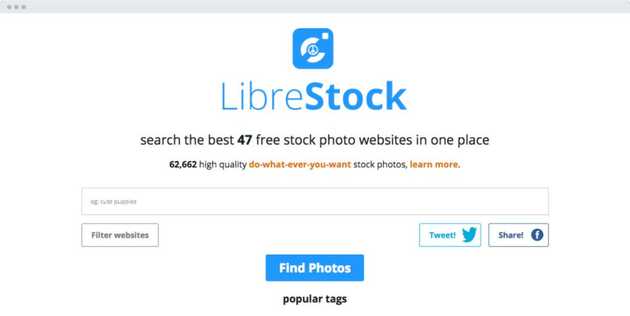 LibreStock
search the best 47 free stock photo websites in one place
62,662 high quality do-what-ever-you-want stock photos, learn more.
eg: cute puppies
Filter websites
Tweet!
Share!
Find Photos
popular tags